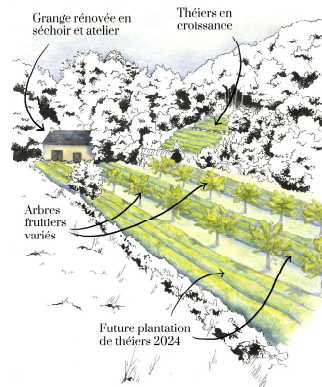 Grange rénovée en
séchoir et atelier
Théiers en
croissance
Arbres
fruitiers
variés
Future plantation
de théiers 2024